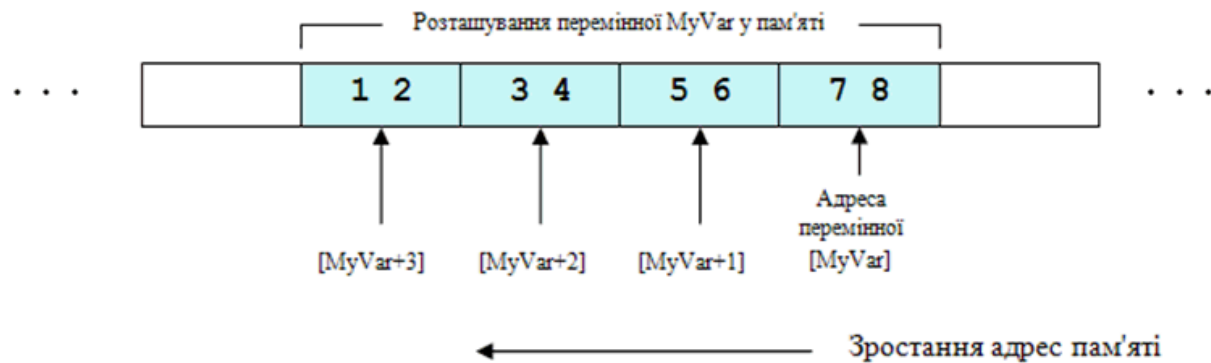 Розташування перемінної MyVar у пам'яті
. . . 1 2 3 4 5 6 7 8 . . .
Адреса
перемінної
[MyVar+3] [MyVar+2] [MyVar+1] [MyVar]
Зростання адрес пам'яті